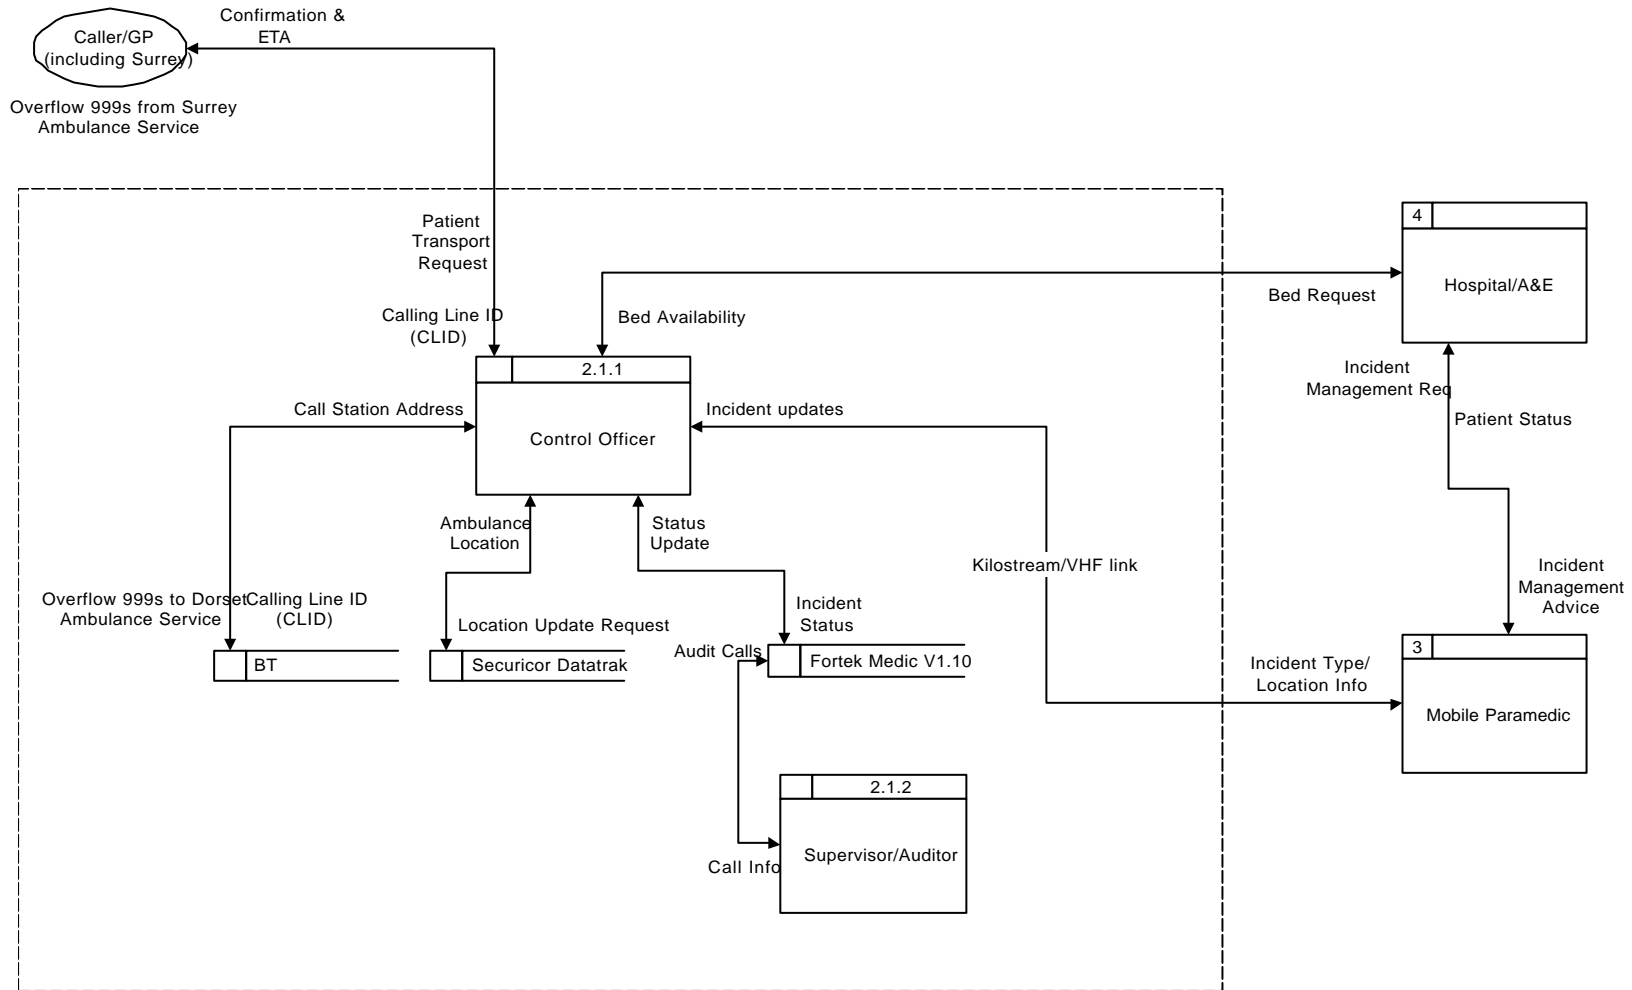 Confirmation &
ETA
Caller/GP
(including Surrey)
Overflow 999s from Surrey
Ambulance Service
Patient
Transport
Request
Calling Line ID
(CLID)
Bed Availability
Bed Request
4
Hospital/A&E
2.1.1
Control Officer
Call Station Address
Incident updates
Incident
Management Req
Patient Status
Ambulance
Location
Status
Update
Kilostream/VHF link
Incident
Management
Advice
Overflow 999s to Dorset
Ambulance Service
Calling Line ID
(CLID)
Location Update Request
Incident
Status
Audit Calls
BT
Securicor Datatrak
Fortek Medic V1.10
Incident Type/
Location Info
3
Mobile Paramedic
2.1.2
Supervisor/Auditor
Call Info